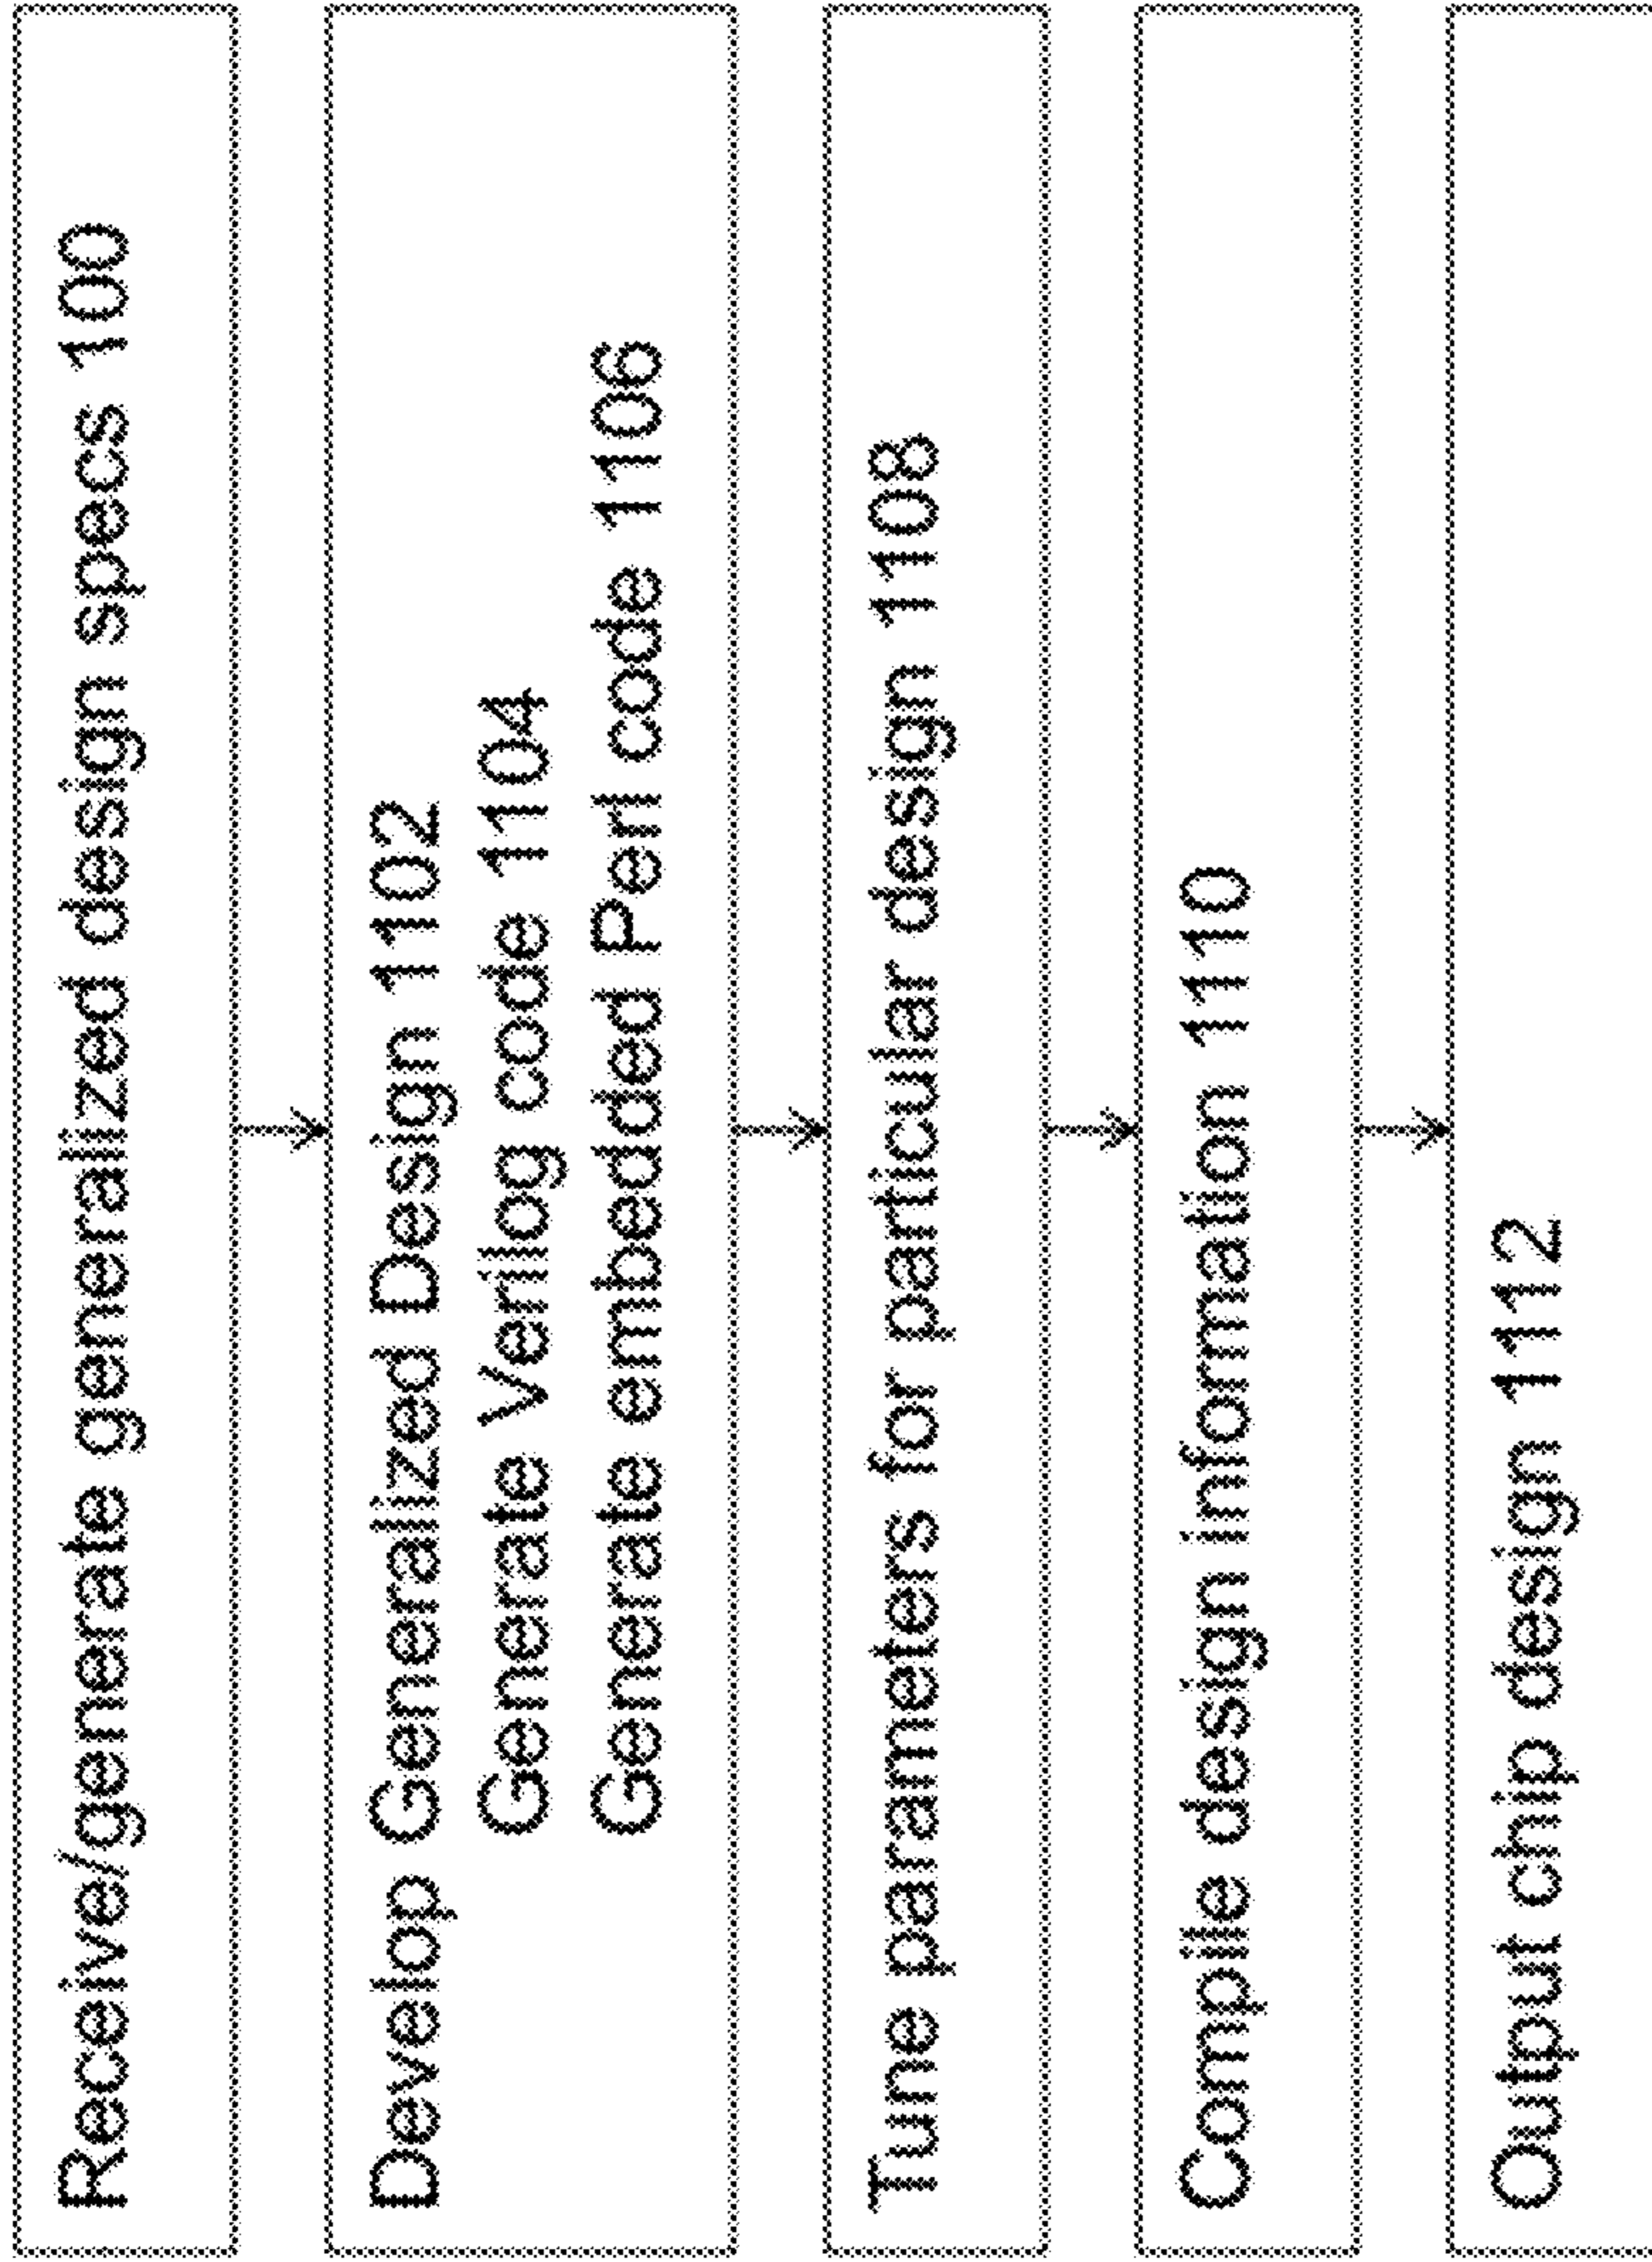 Receive/generate generalized design specs 100
Develop Generalized Design 1102
Generate Verilog code 1104
Generate embedded Perl code 1106
Tune parameters for particular design 1108
Compile design information 1110
Output chip design 1112